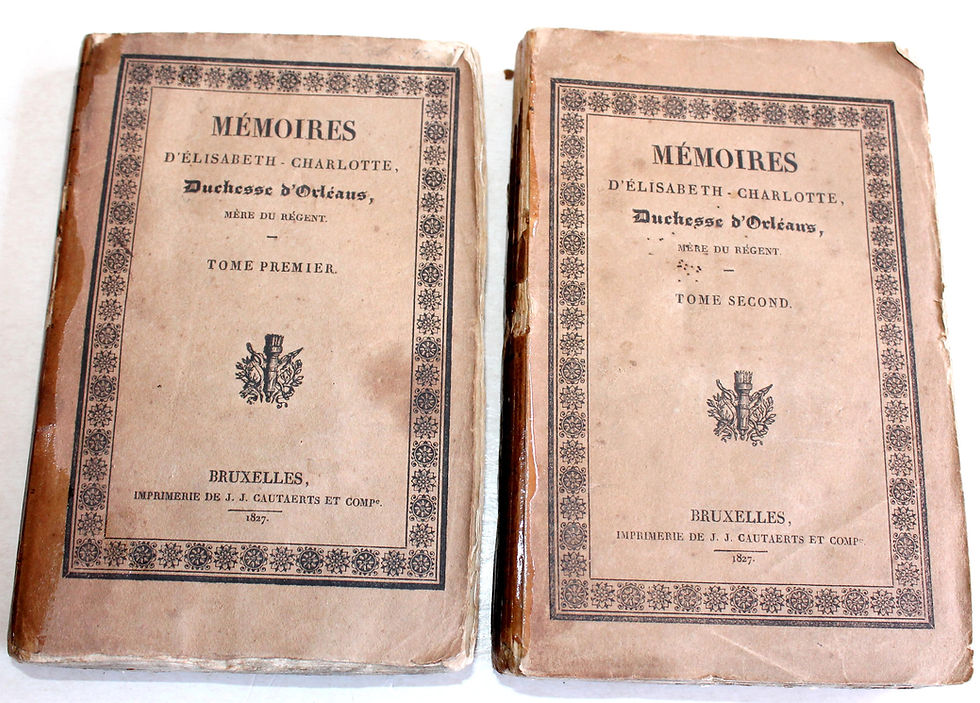 MÉMOIRES
D'ÉLISABETH - CHARLOTTE,
Duchesse d'Orléans,
MÈRE DU RÉGENT.
TOME PREMIER.
BRUXELLES,
IMPRIMERIE DE J. J. CAUTAERTS ET COMPe.
1827.
MÉMOIRES
D'ÉLISABETH - CHARLOTTE,
Duchesse d'Orléans,
MÈRE DU RÉGENT.
TOME SECOND.
BRUXELLES,
IMPRIMERIE DE J. J. CAUTAERTS ET COMPe.
1827.